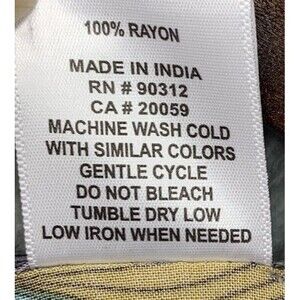 100% RAYON
MADE IN INDIA
RN # 90312
CA # 20059
MACHINE WASH COLD
WITH SIMILAR COLORS
GENTLE CYCLE
DO NOT BLEACH
TUMBLE DRY LOW
LOW IRON WHEN NEEDED